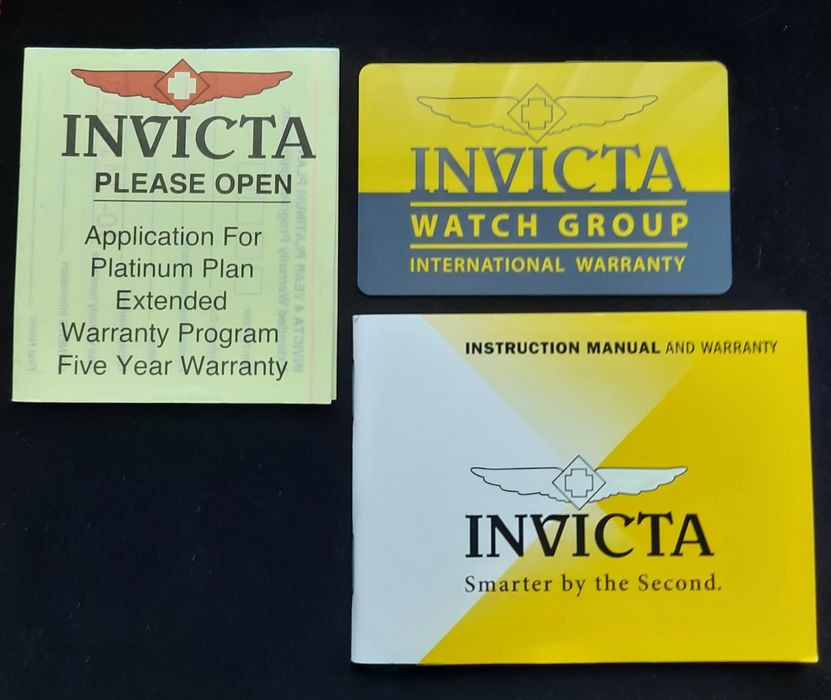 INVICTA
PLEASE OPEN
Application For
Platinum Plan
Extended
Warranty Program
Five Year Warranty
INVICTA
WATCH GROUP
INTERNATIONAL WARRANTY
INSTRUCTION MANUAL AND WARRANTY
INVICTA
Smarter by the Second.